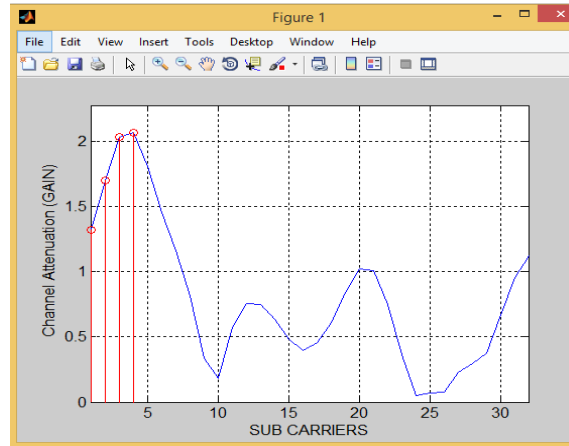 Figure 1
File Edit View Insert Tools Desktop Window Help
2
1.5
1
0.5
0
Channel Attenuation (GAIN)
5 10 15 20 25 30
SUB CARRIERS